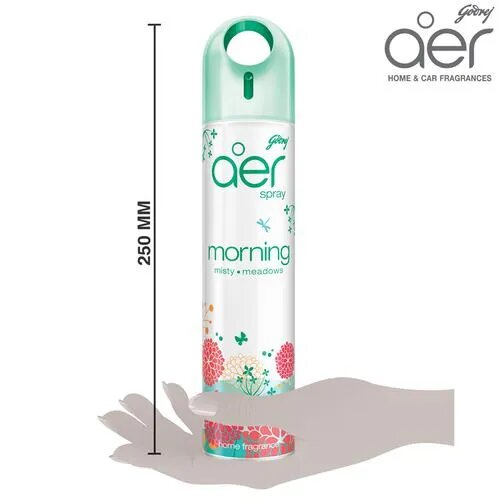 Godrej
aer
HOME & CAR FRAGRANCES
250 MM
Godrej
aer
spray
morning
misty • meadows
home fragrance